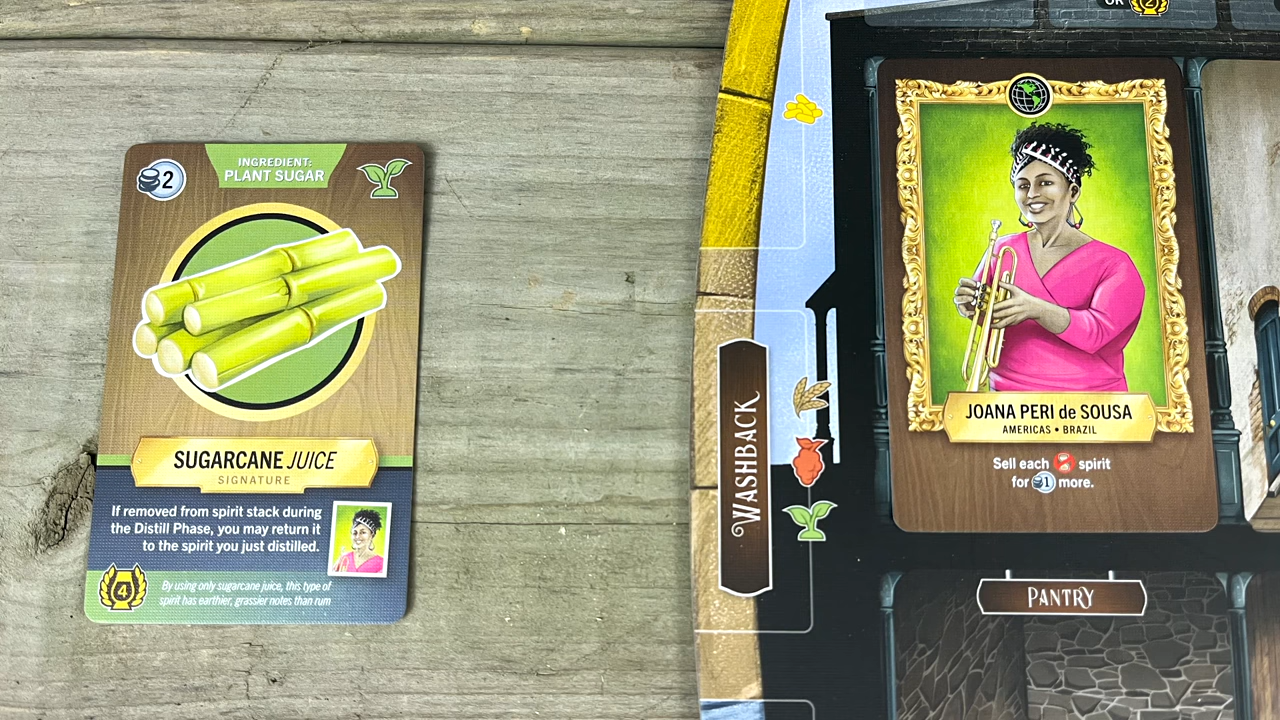 INGREDIENT:
PLANT SUGAR
2
SUGARCANE JUICE
SIGNATURE
If removed from spirit stack during
the Distill Phase, you may return it
to the spirit you just distilled.
4
By using only sugarcane juice, this type of
spirit has earthier, grassier notes than rum
WASHBACK
OR 2
JOANA PERI de SOUSA
AMERICAS • BRAZIL
Sell each spirit
for 1 more.
PANTRY